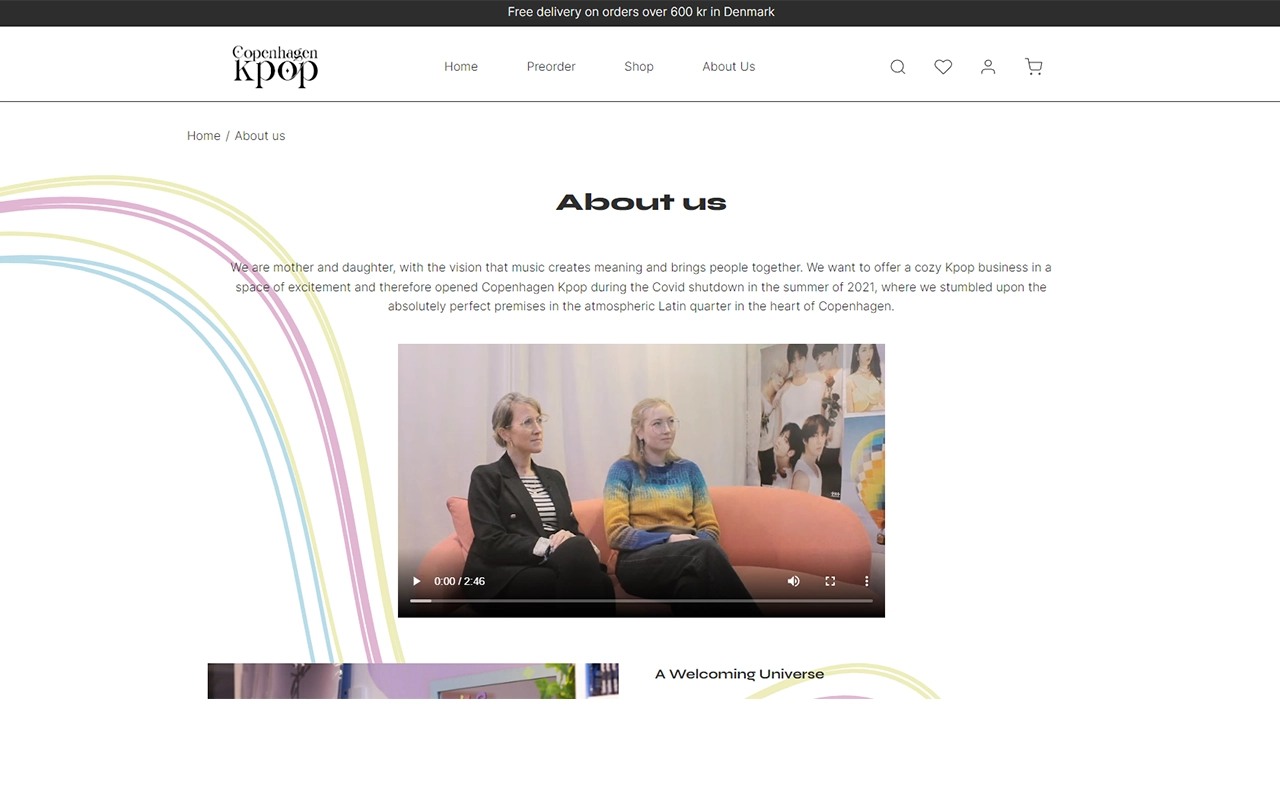 Free delivery on orders over 600 kr in Denmark
Copenhagen
kpop
Home
Preorder
Shop
About Us
Home / About us
About us
We are mother and daughter, with the vision that music creates meaning and brings people together. We want to offer a cozy Kpop business in a
space of excitement and therefore opened Copenhagen Kpop during the Covid shutdown in the summer of 2021, where we stumbled upon the
absolutely perfect premises in the atmospheric Latin quarter in the heart of Copenhagen.
0:00 / 2:46
A Welcoming Universe